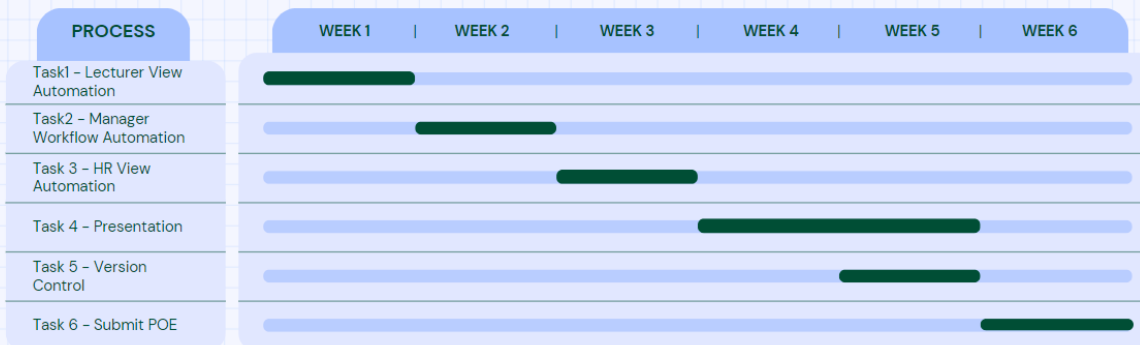 PROCESS
WEEK 1 | WEEK 2 | WEEK 3 | WEEK 4 | WEEK 5 | WEEK 6
Task1 - Lecturer View
Automation
Task2 - Manager
Workflow Automation
Task 3 - HR View
Automation
Task 4 - Presentation
Task 5 - Version
Control
Task 6 - Submit POE